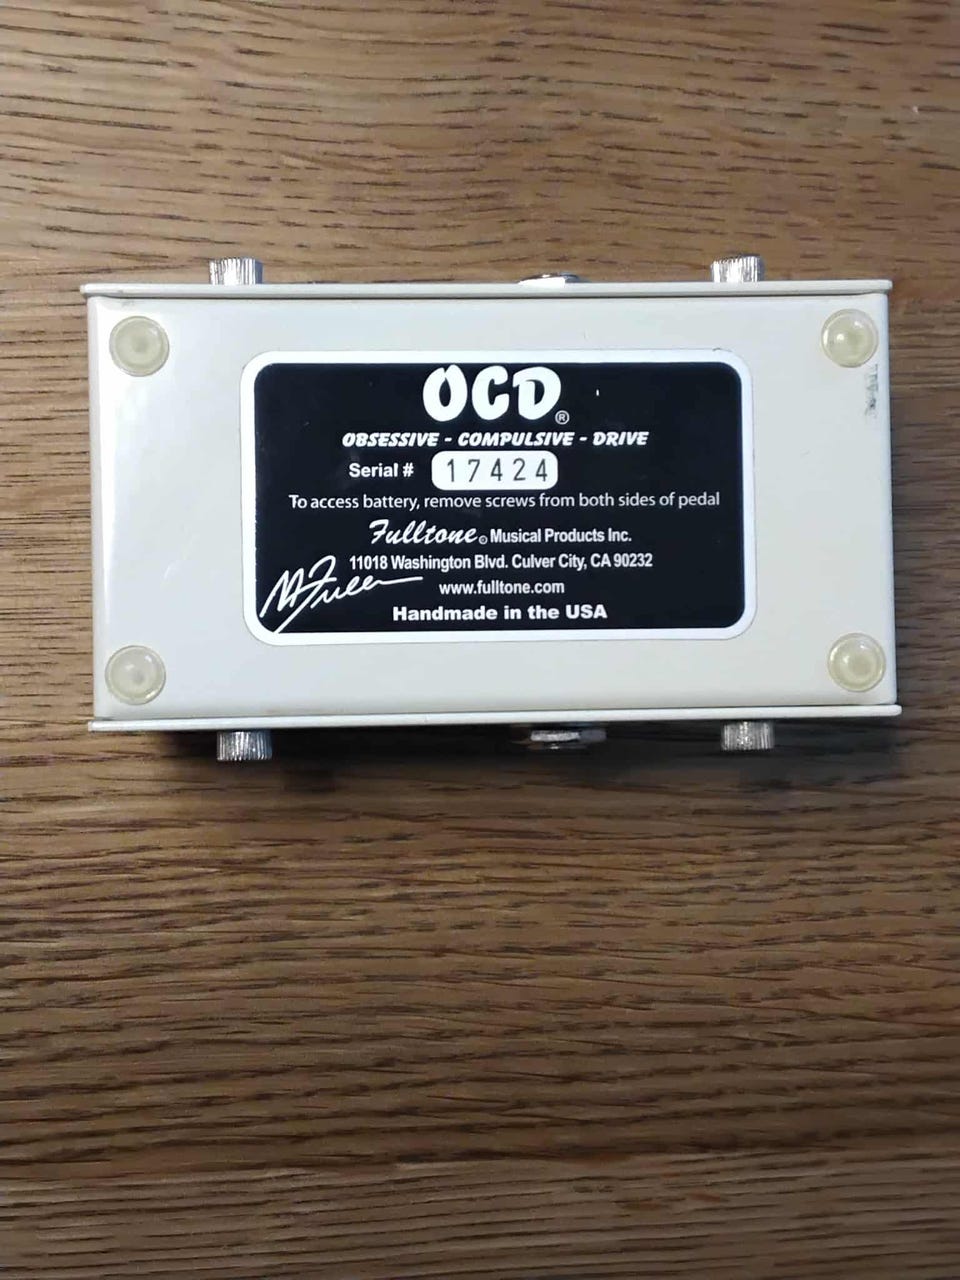 OCD®
OBSESSIVE - COMPULSIVE - DRIVE
Serial # 17424
To access battery, remove screws from both sides of pedal
Fulltone® Musical Products Inc.
11018 Washington Blvd. Culver City, CA 90232
M Fuller
www.fulltone.com
Handmade in the USA